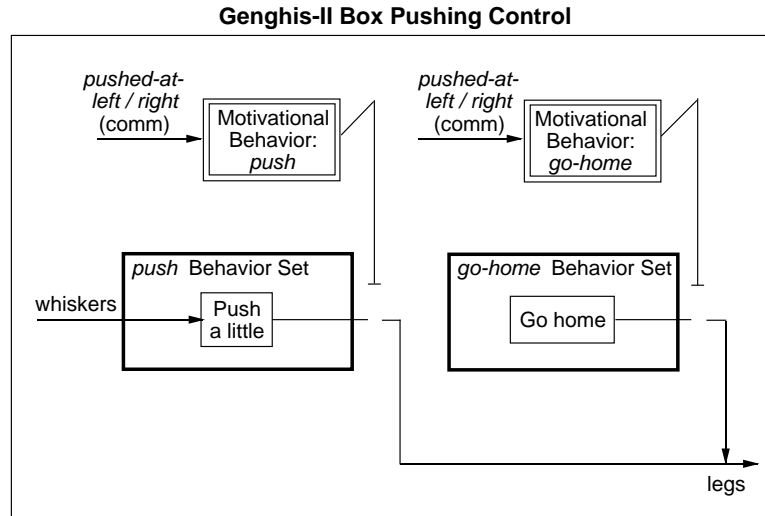 Genghis-II Box Pushing Control
pushed-at-
left / right
(comm)
Motivational
Behavior:
push
pushed-at-
left / right
(comm)
Motivational
Behavior:
go-home
push Behavior Set
whiskers
Push
a little
go-home Behavior Set
Go home
legs